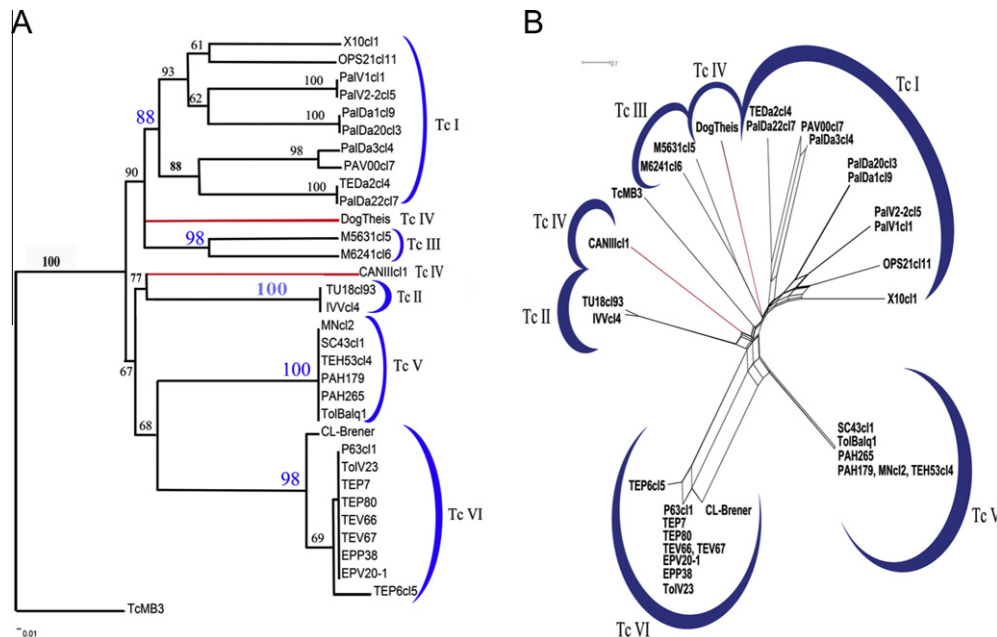 A
61
X10cl1
OPS21cl11
93
100
PalV1cl1
PalV2-2cl5
62
100
PalDa1cl9
PalDa20cl3
Tc I
88
98
PalDa3cl4
PAV00cl7
88
100
TEDa2cl4
PalDa22cl7
90
DogTheis
Tc IV
98
M5631cl5
M6241cl6
Tc III
100
77
CANIIIcl1
Tc IV
100
TU18cl93
IVVcl4
Tc II
MNcl2
SC43cl1
TEH53cl4
PAH179
PAH265
TolBalq1
100
Tc V
67
68
CL-Brener
P63cl1
TolV23
TEP7
TEP80
TEV66
TEV67
EPP38
EPV20-1
TEP6cl5
98
69
Tc VI
TcMB3
0.01
B
0.1
Tc I
Tc IV
Tc III
TEDa2cl4
PalDa22cl7
DogTheis
PAV00cl7
PalDa3cl4
M5631cl5
M6241cl6
PalDa20cl3
PalDa1cl9
TcMB3
Tc IV
PalV2-2cl5
PalV1cl1
CANIIIcl1
OPS21cl11
TU18cl93
IVVcl4
Tc II
X10cl1
SC43cl1
TolBalq1
PAH265
PAH179, MNcl2, TEH53cl4
Tc V
TEP6cl5
P63cl1
CL-Brener
TEP7
TEP80
TEV66, TEV67
EPV20-1
EPP38
TolV23
Tc VI